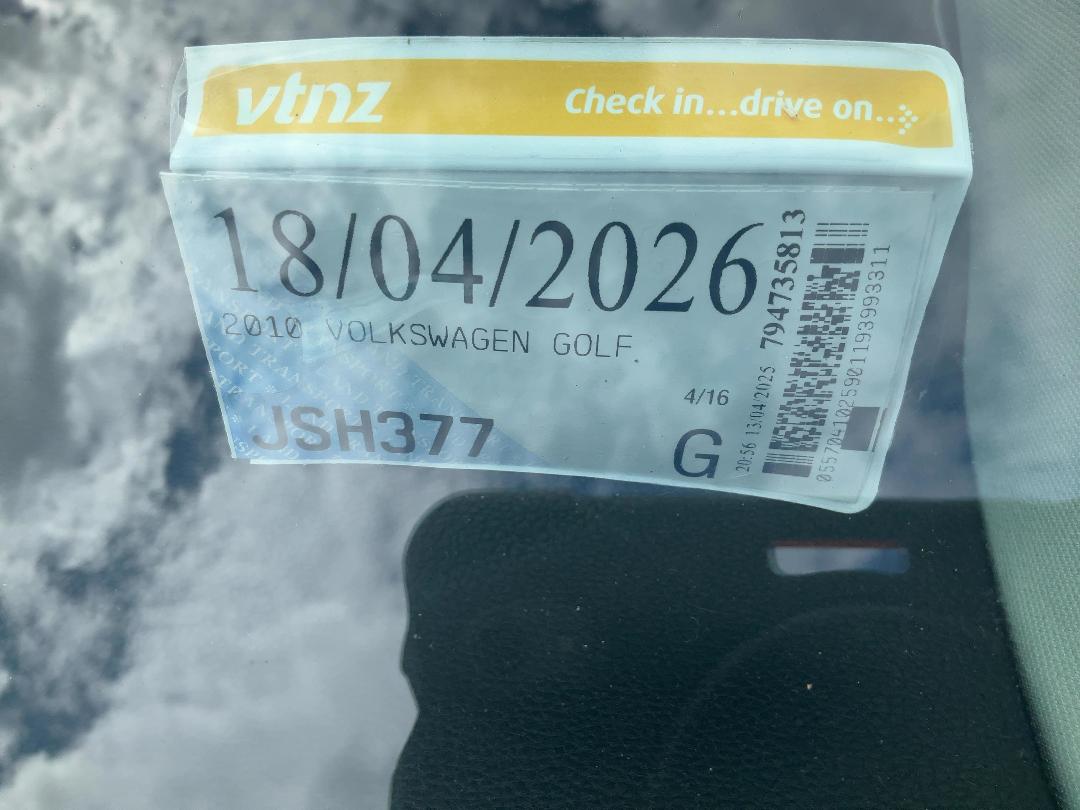 vtnz
Check in...drive on...
18/04/2026
2010 VOLKSWAGEN GOLF
JSH377
4/16
G
20:56 13/04/2025 794735813